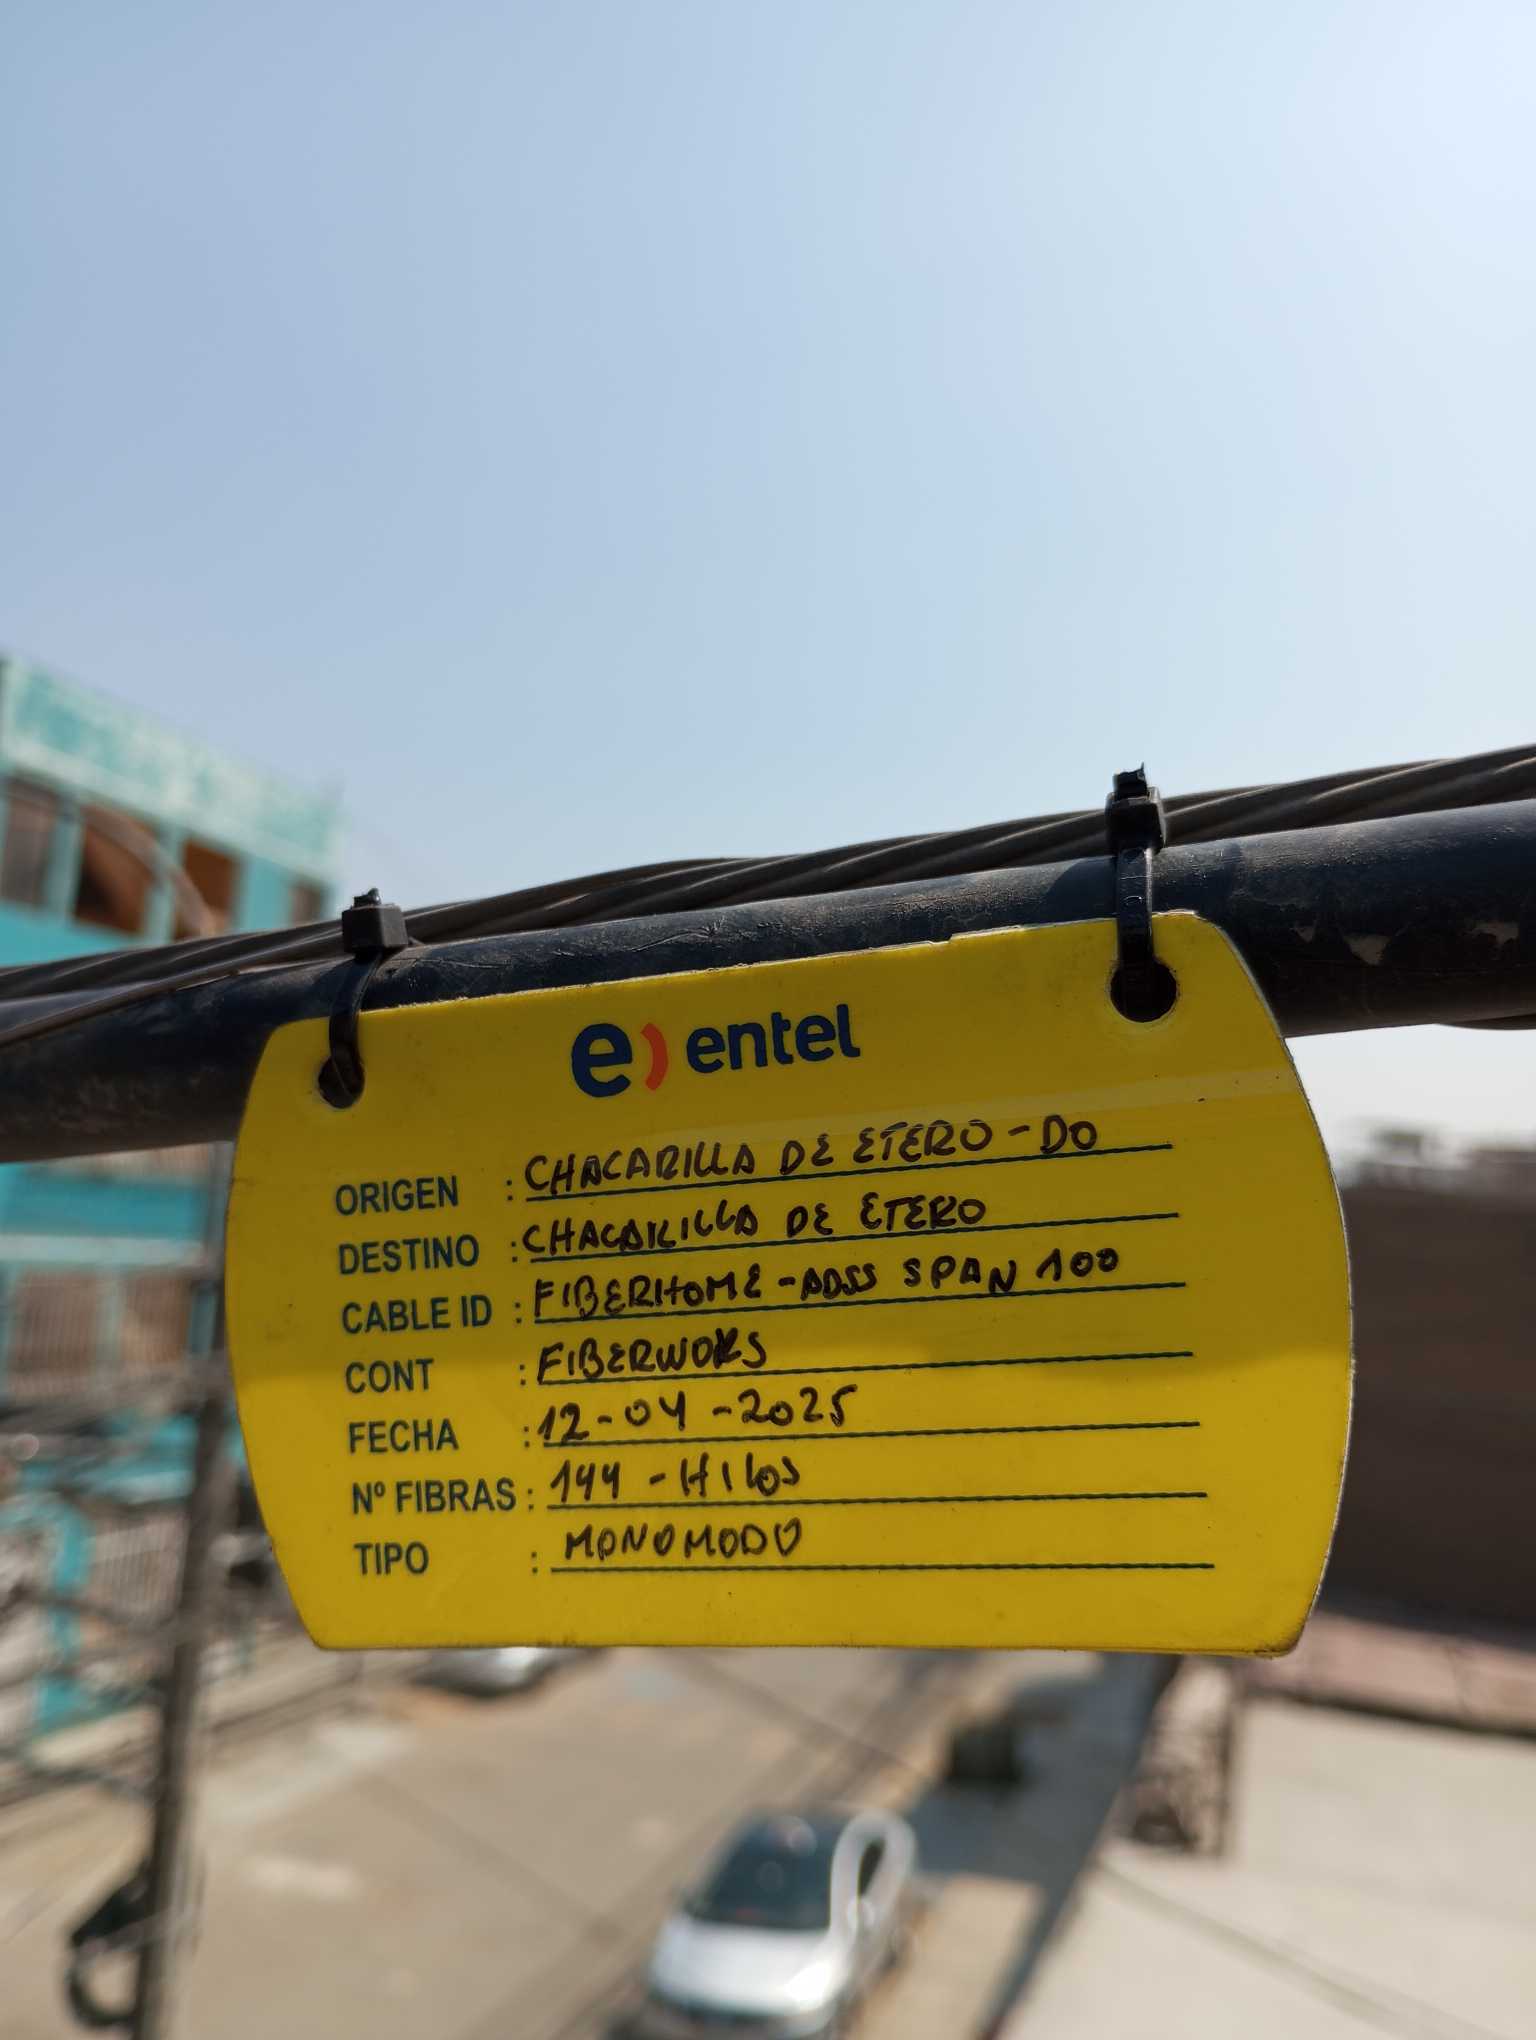 e) entel
ORIGEN : CHACARILLA DE ETERO - DO
DESTINO : CHACARILLA DE ETERO
CABLE ID : FIBERHOME - ADSS SPAN 100
CONT : FIBERWORKS
FECHA : 12-04-2025
Nº FIBRAS : 144 - Hilos
TIPO : MONOMODO